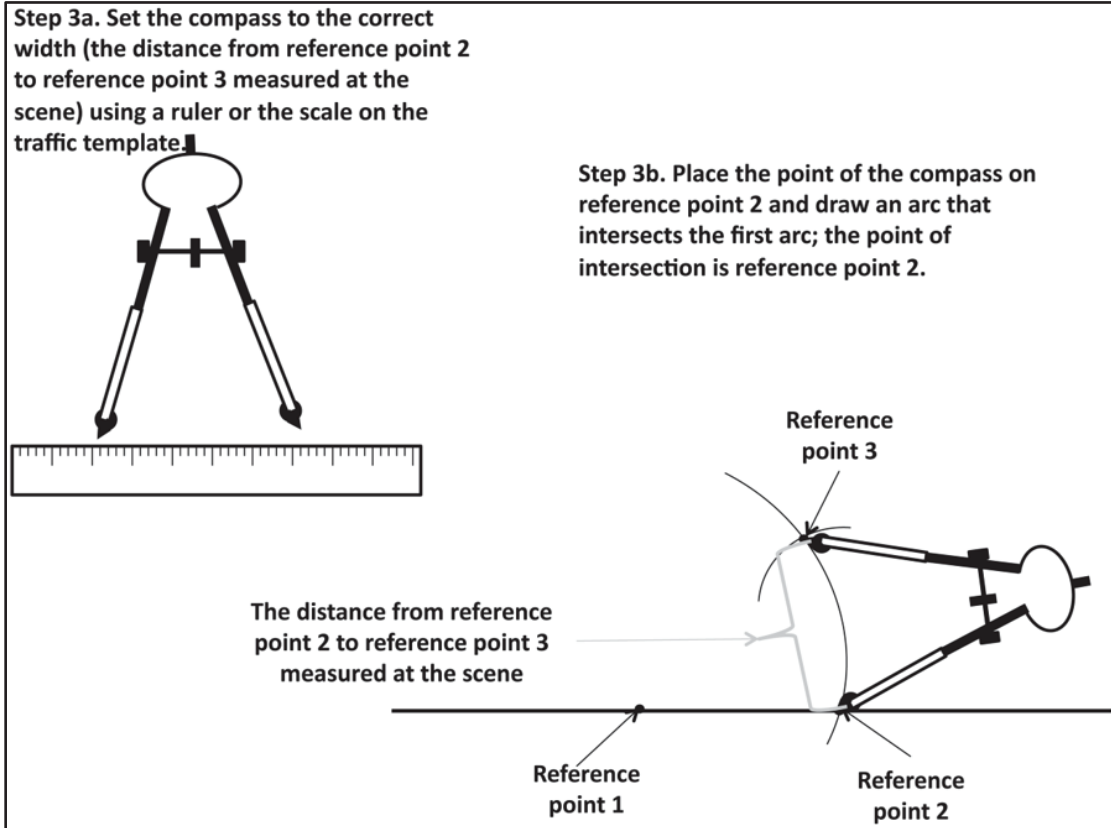 Step 3a. Set the compass to the correct
width (the distance from reference point 2
to reference point 3 measured at the
scene) using a ruler or the scale on the
traffic template.
Step 3b. Place the point of the compass on
reference point 2 and draw an arc that
intersects the first arc; the point of
intersection is reference point 2.
Reference
point 3
The distance from reference
point 2 to reference point 3
measured at the scene
Reference
point 1
Reference
point 2